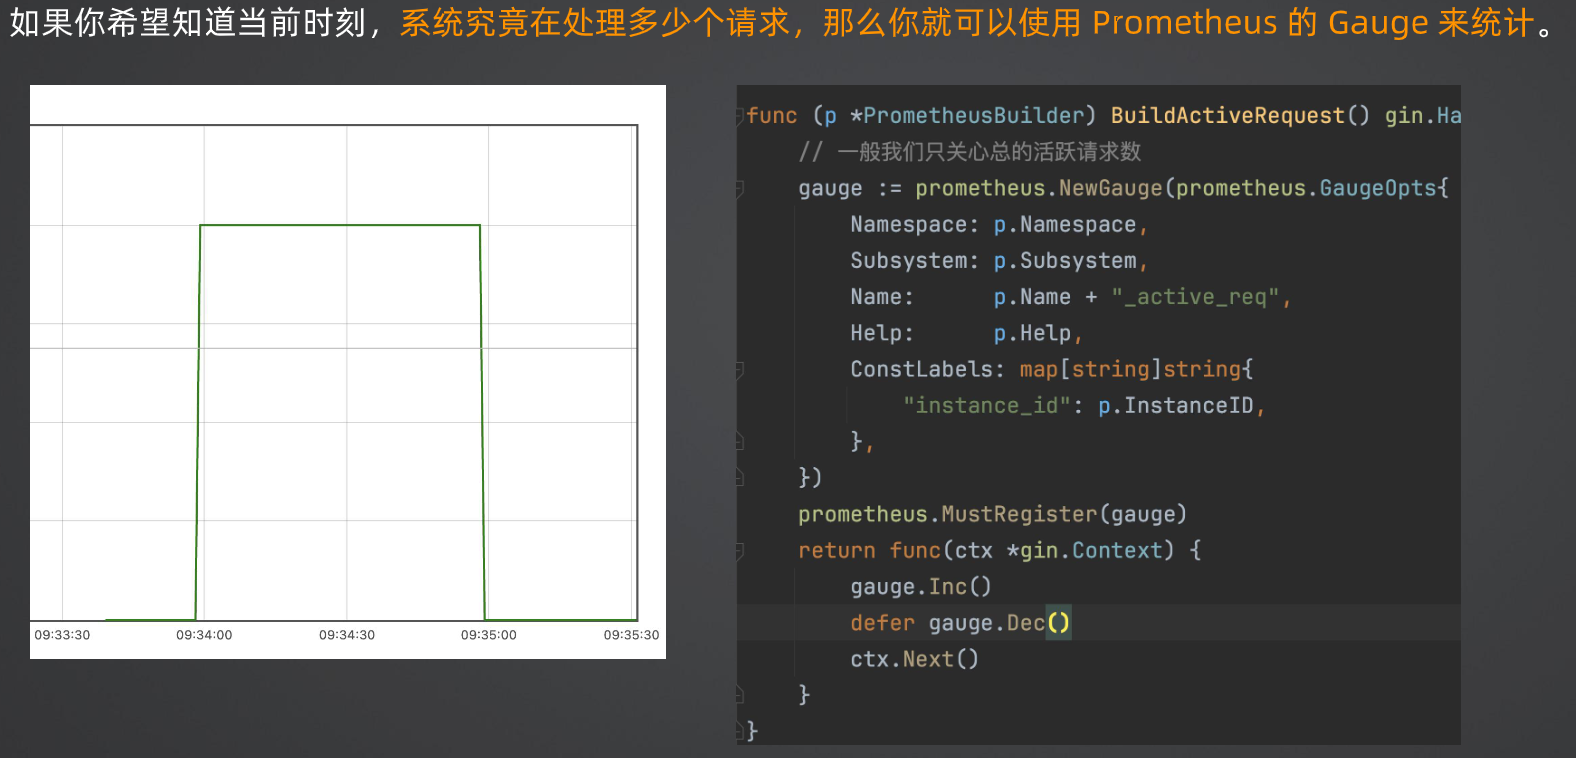 如果你希望知道当前时刻，系统究竟在处理多少个请求，那么你就可以使用 Prometheus 的 Gauge 来统计。
09:33:30 09:34:00 09:34:30 09:35:00 09:35:30
func (p *PrometheusBuilder) BuildActiveRequest() gin.Ha
// 一般我们只关心总的活跃请求数
gauge := prometheus.NewGauge(prometheus.GaugeOpts{
Namespace: p.Namespace,
Subsystem: p.Subsystem,
Name: p.Name + "_active_req",
Help: p.Help,
ConstLabels: map[string]string{
"instance_id": p.InstanceID,
},
})
prometheus.MustRegister(gauge)
return func(ctx *gin.Context) {
gauge.Inc()
defer gauge.Dec()
ctx.Next()
}
}